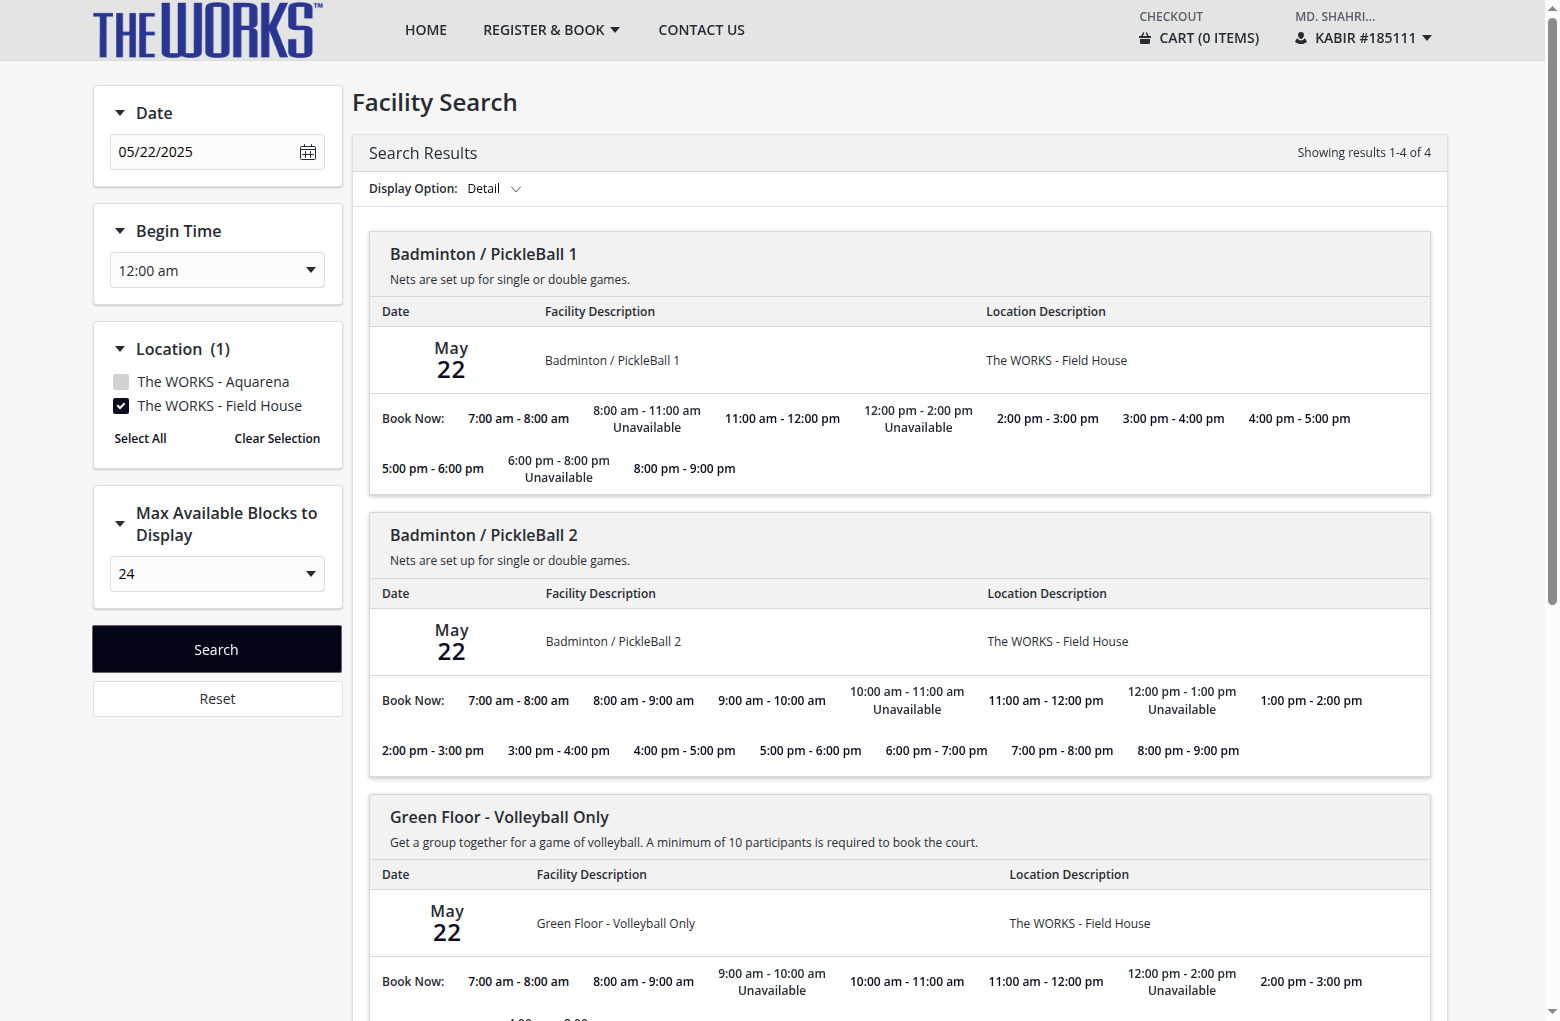 THE WORKS™
HOME
REGISTER & BOOK
CONTACT US
CHECKOUT
CART (0 ITEMS)
MD. SHAHRI...
KABIR #185111
Date
05/22/2025
Begin Time
12:00 am
Location (1)
The WORKS - Aquarena
The WORKS - Field House
Select All
Clear Selection
Max Available Blocks to
Display
24
Search
Reset
Facility Search
Search Results
Showing results 1-4 of 4
Display Option: Detail
Badminton / PickleBall 1
Nets are set up for single or double games.
Date Facility Description Location Description
May
22
Badminton / PickleBall 1
The WORKS - Field House
Book Now:
7:00 am - 8:00 am
8:00 am - 11:00 am
Unavailable
11:00 am - 12:00 pm
12:00 pm - 2:00 pm
Unavailable
2:00 pm - 3:00 pm
3:00 pm - 4:00 pm
4:00 pm - 5:00 pm
5:00 pm - 6:00 pm
6:00 pm - 8:00 pm
Unavailable
8:00 pm - 9:00 pm
Badminton / PickleBall 2
Nets are set up for single or double games.
Date Facility Description Location Description
May
22
Badminton / PickleBall 2
The WORKS - Field House
Book Now:
7:00 am - 8:00 am
8:00 am - 9:00 am
9:00 am - 10:00 am
10:00 am - 11:00 am
Unavailable
11:00 am - 12:00 pm
12:00 pm - 1:00 pm
Unavailable
1:00 pm - 2:00 pm
2:00 pm - 3:00 pm
3:00 pm - 4:00 pm
4:00 pm - 5:00 pm
5:00 pm - 6:00 pm
6:00 pm - 7:00 pm
7:00 pm - 8:00 pm
8:00 pm - 9:00 pm
Green Floor - Volleyball Only
Get a group together for a game of volleyball. A minimum of 10 participants is required to book the court.
Date Facility Description Location Description
May
22
Green Floor - Volleyball Only
The WORKS - Field House
Book Now:
7:00 am - 8:00 am
8:00 am - 9:00 am
9:00 am - 10:00 am
Unavailable
10:00 am - 11:00 am
11:00 am - 12:00 pm
12:00 pm - 2:00 pm
Unavailable
2:00 pm - 3:00 pm